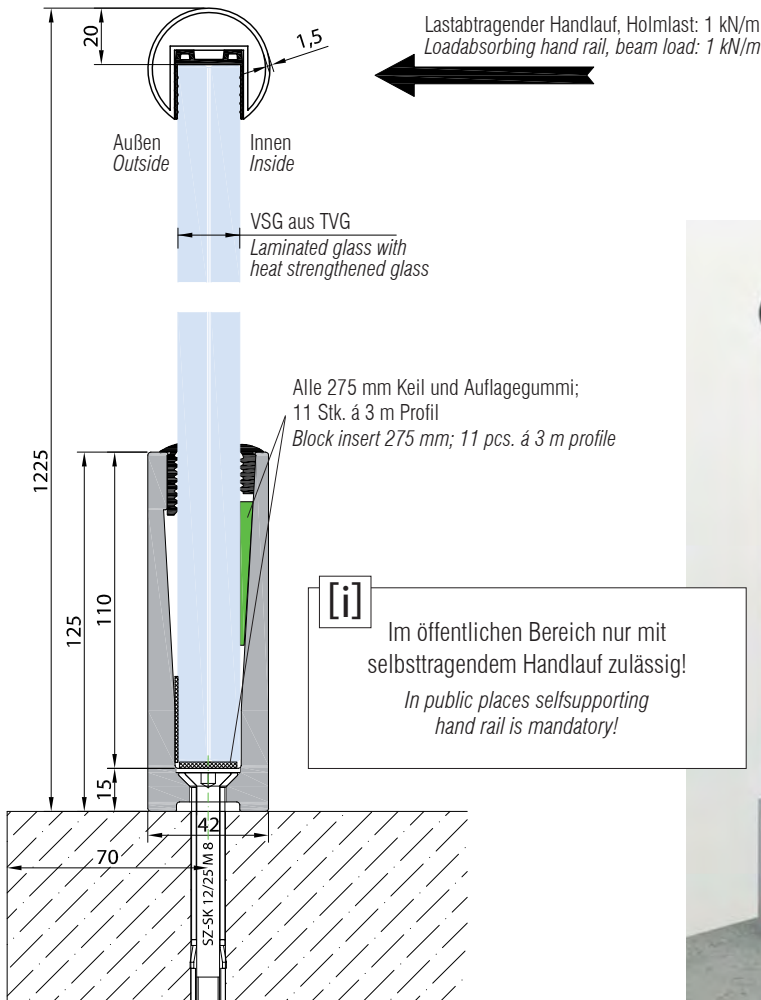 Lastabtragender Handlauf, Holmlast: 1 kN/m
Loadabsorbing hand rail, beam load: 1 kN/m
20
1,5
Außen
Outside
Innen
Inside
VSG aus TVG
Laminated glass with
heat strengthened glass
Alle 275 mm Keil und Auflagegummi;
11 Stk. á 3 m Profil
Block insert 275 mm; 11 pcs. á 3 m profile
1225
125
110
15
[i]
Im öffentlichen Bereich nur mit
selbsttragendem Handlauf zulässig!
In public places selfsupporting
hand rail is mandatory!
42
70
SZ-SK 12/25 M 8